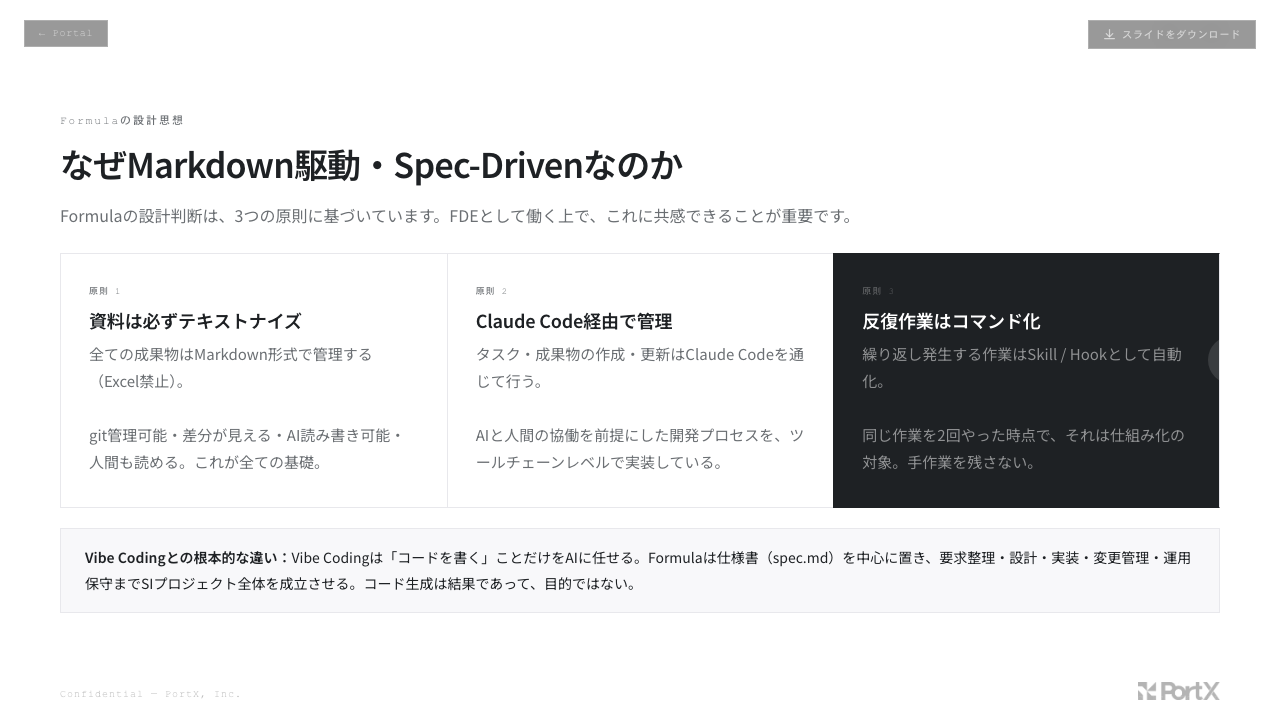 ← Portal
スライドをダウンロード
Formulaの設計思想
なぜMarkdown駆動・Spec-Drivenなのか
Formulaの設計判断は、3つの原則に基づいています。FDEとして働く上で、これに共感できることが重要です。
原則 1
資料は必ずテキストナイズ
全ての成果物はMarkdown形式で管理する
（Excel禁止）。
git管理可能・差分が見える・AI読み書き可能・
人間も読める。これが全ての基礎。
原則 2
Claude Code経由で管理
タスク・成果物の作成・更新はClaude Codeを通
じて行う。
AIと人間の協働を前提にした開発プロセスを、ツ
ールチェーンレベルで実装している。
原則 3
反復作業はコマンド化
繰り返し発生する作業はSkill / Hookとして自動
化。
同じ作業を2回やった時点で、それは仕組み化の
対象。手作業を残さない。
Vibe Codingとの根本的な違い：Vibe Codingは「コードを書く」ことだけをAIに任せる。Formulaは仕様書（spec.md）を中心に置き、要求整理・設計・実装・変更管理・運用
保守までSIプロジェクト全体を成立させる。コード生成は結果であって、目的ではない。
Confidential — PortX, Inc.
PortX